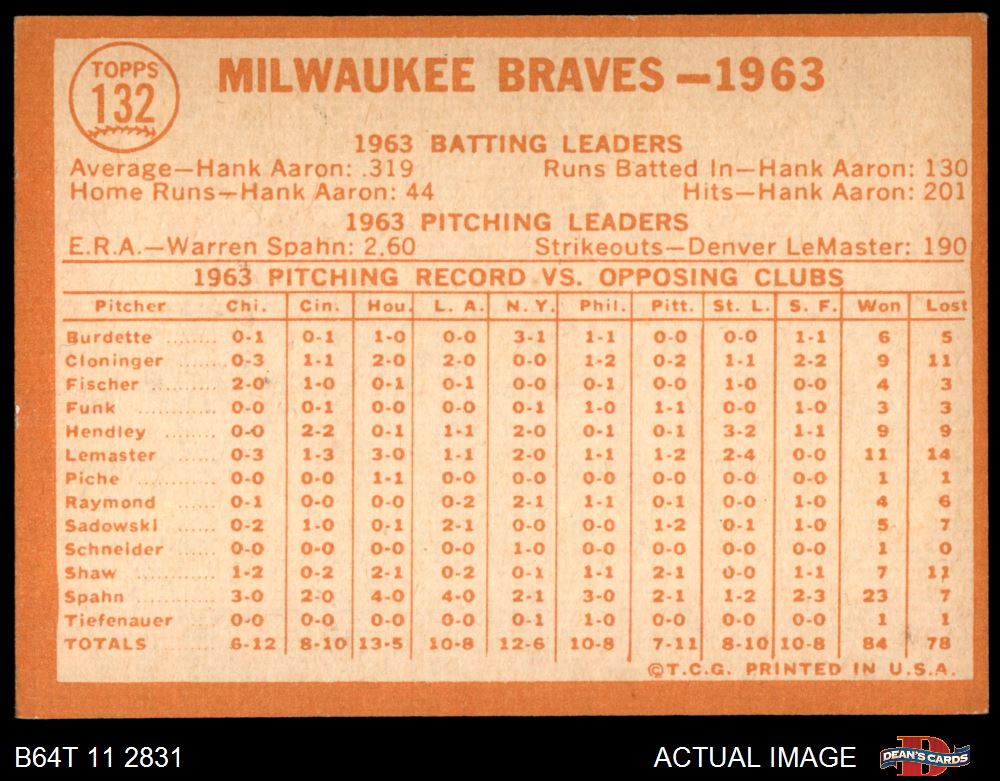 TOPPS
132
MILWAUKEE BRAVES—1963
1963 BATTING LEADERS
Average—Hank Aaron: .319 Runs Batted In—Hank Aaron: 130
Home Runs—Hank Aaron: 44 Hits—Hank Aaron: 201
1963 PITCHING LEADERS
E.R.A.—Warren Spahn: 2.60 Strikeouts—Denver LeMaster: 190
1963 PITCHING RECORD VS. OPPOSING CLUBS
Pitcher Chi. Cin. Hou. L. A. N. Y. Phil. Pitt. St. L. S. F. Won Lost
Burdette ........ 0-1 0-1 1-0 0-0 3-1 1-1 0-0 0-0 1-1 6 5
Cloninger ...... 0-3 1-1 2-0 2-0 0-0 1-2 0-2 1-1 2-2 9 11
Fischer .......... 2-0 1-0 0-1 0-1 0-0 0-0 0-0 1-0 0-0 4 3
Funk ............ 0-0 0-1 0-0 0-0 0-1 1-0 1-1 0-0 1-0 3 3
Hendley ........ 0-0 2-2 0-1 1-1 2-0 0-1 0-1 3-2 1-1 9 9
Lemaster ...... 0-3 1-3 3-0 1-1 2-0 1-1 1-2 2-4 0-0 11 14
Piche ............ 0-0 0-0 1-1 0-0 0-0 0-0 0-0 0-0 0-0 1 1
Raymond ...... 0-1 0-0 0-0 0-2 2-1 1-1 0-1 0-0 1-0 4 6
Sadowski ...... 0-2 1-0 0-1 2-1 0-0 0-0 1-2 0-1 1-0 5 7
Schneider ...... 0-0 0-0 0-0 0-0 1-0 0-0 0-0 0-0 0-0 1 0
Shaw ............ 1-2 0-2 2-1 0-2 0-1 1-1 2-1 0-0 1-1 7 11
Spahn ............ 3-0 2-0 4-0 4-0 2-1 3-0 2-1 1-2 2-3 23 7
Tiefenauer .... 0-0 0-0 0-0 0-0 0-1 1-0 0-0 0-0 0-0 1 1
TOTALS 6-12 8-10 13-5 10-8 12-6 10-8 7-11 8-10 10-8 84 78
©T.C.G. PRINTED IN U.S.A.
B64T 11 2831 ACTUAL IMAGE DEAN'S CARDS